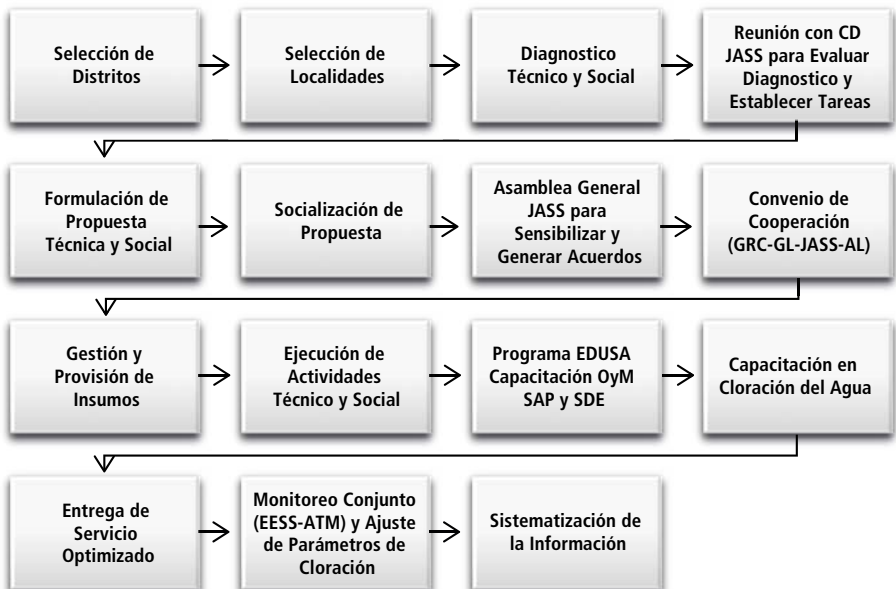 Selección de
Distritos
Selección de
Localidades
Diagnostico
Técnico y Social
Reunión con CD
JASS para Evaluar
Diagnostico y
Establecer Tareas
Formulación de
Propuesta
Técnica y Social
Socialización de
Propuesta
Asamblea General
JASS para
Sensibilizar y
Generar Acuerdos
Convenio de
Cooperación
(GRC-GL-JASS-AL)
Gestión y
Provisión de
Insumos
Ejecución de
Actividades
Técnico y Social
Programa EDUSA
Capacitación OyM
SAP y SDE
Capacitación en
Cloración del Agua
Entrega de
Servicio
Optimizado
Monitoreo Conjunto
(EESS-ATM) y Ajuste
de Parámetros de
Cloración
Sistematización de
la Información